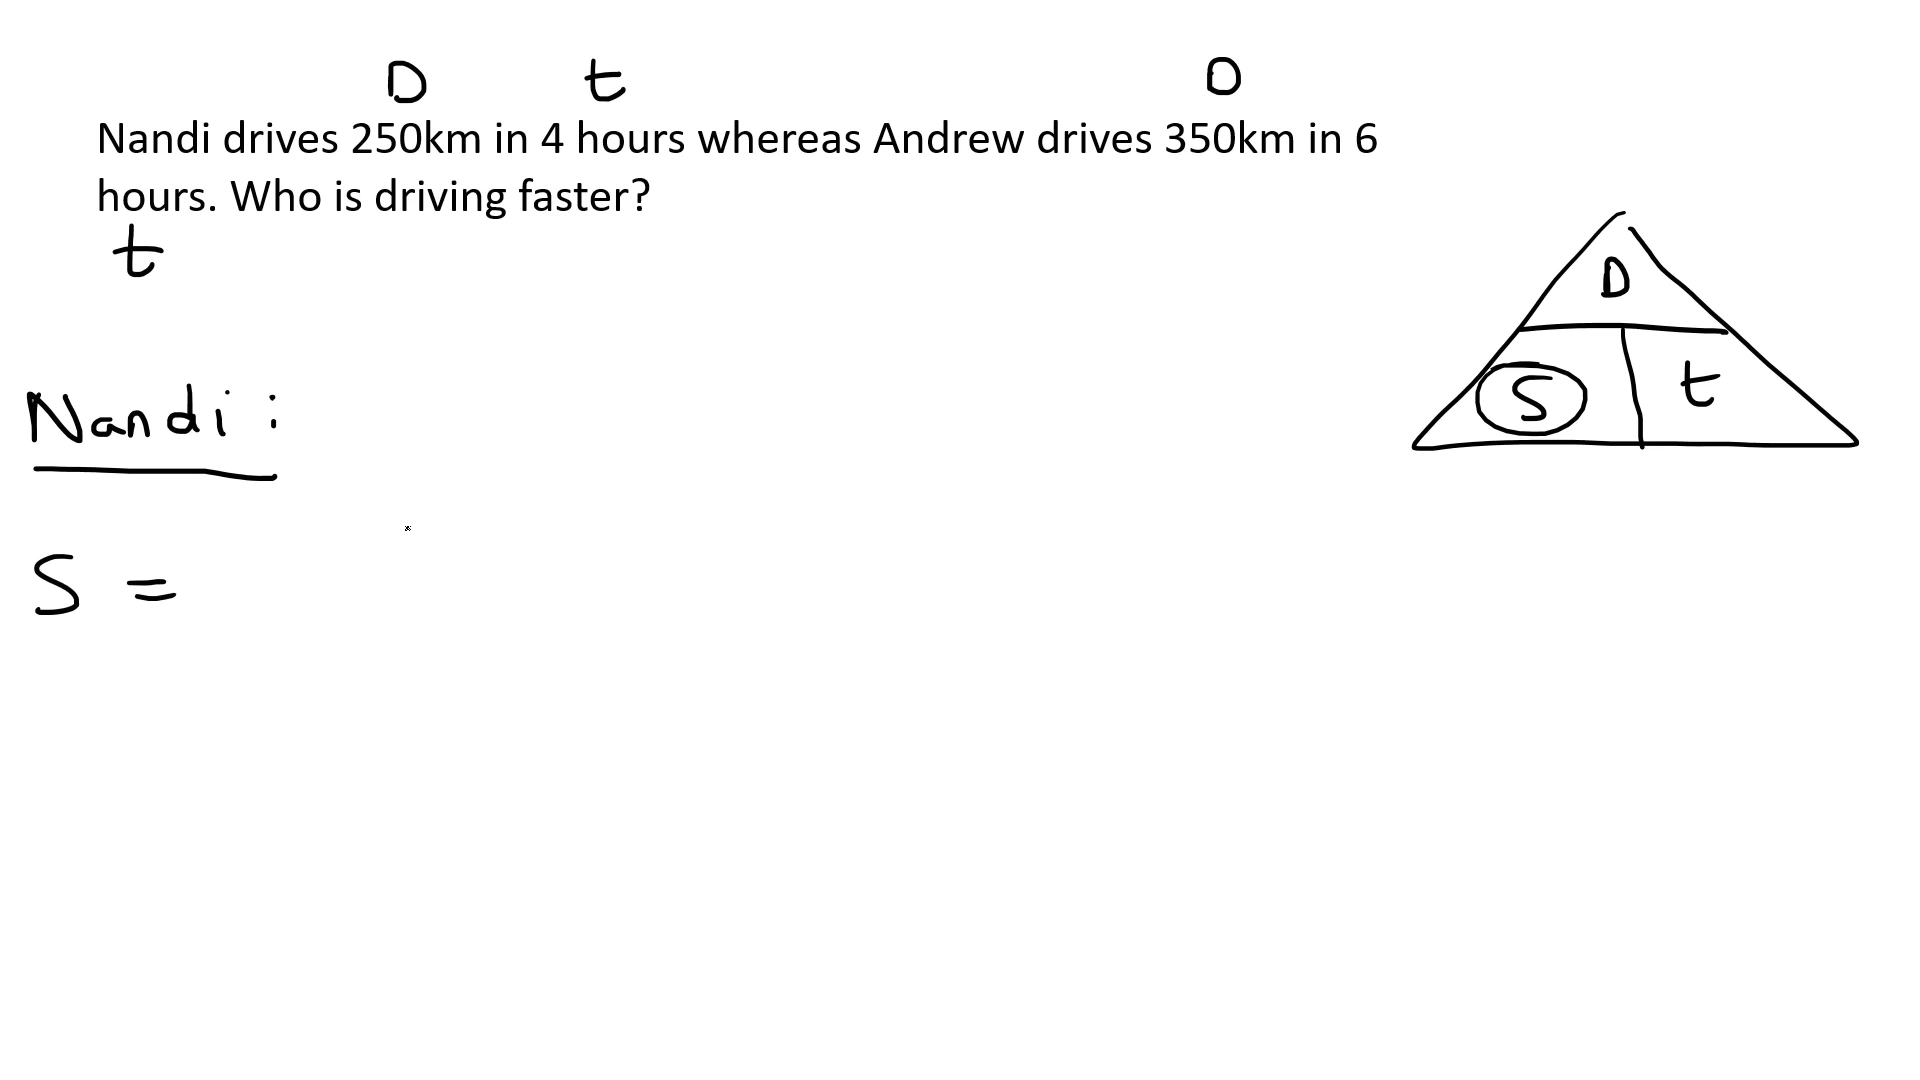 D t D
Nandi drives 250km in 4 hours whereas Andrew drives 350km in 6
hours. Who is driving faster?
t
D
S t
Nandi :
S =